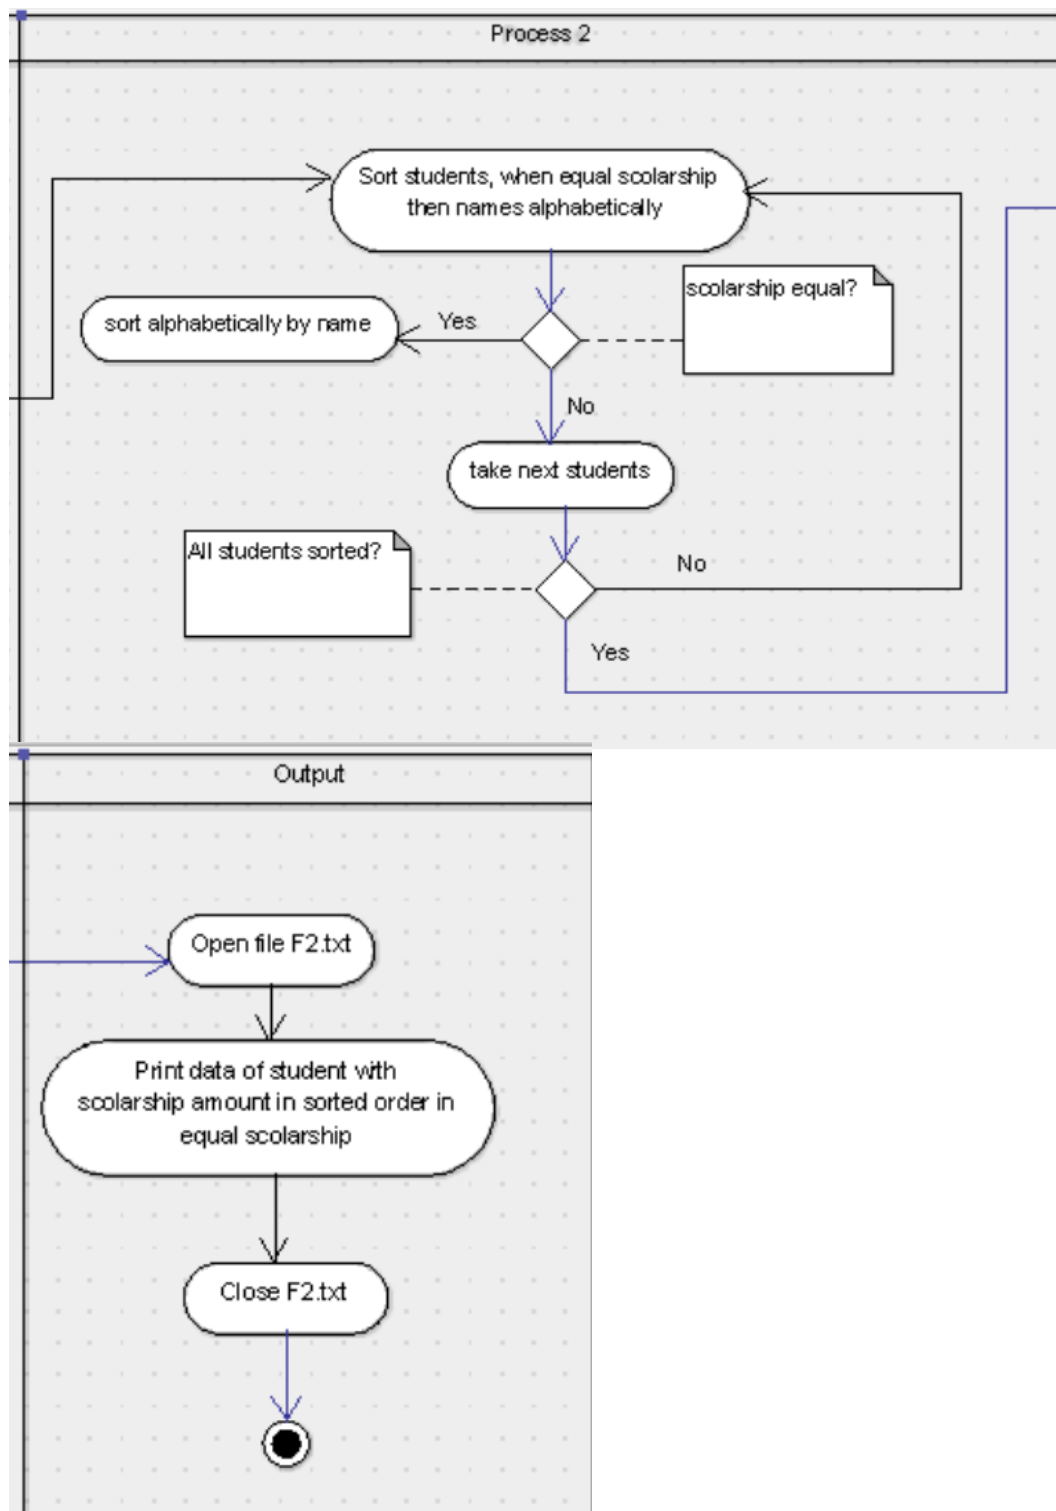 Process 2
Sort students, when equal scolarship
then names alphabetically
scolarship equal?
sort alphabetically by name
Yes
No
take next students
All students sorted?
No
Yes
Output
Open file F2.txt
Print data of student with
scolarship amount in sorted order in
equal scolarship
Close F2.txt